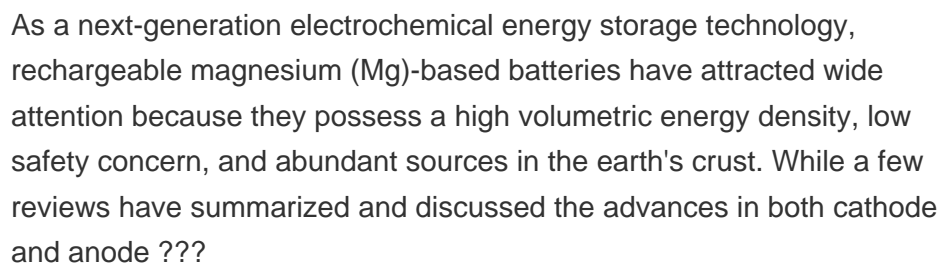 As a next-generation electrochemical energy storage technology,
rechargeable magnesium (Mg)-based batteries have attracted wide
attention because they possess a high volumetric energy density, low
safety concern, and abundant sources in the earth's crust. While a few
reviews have summarized and discussed the advances in both cathode
and anode ???